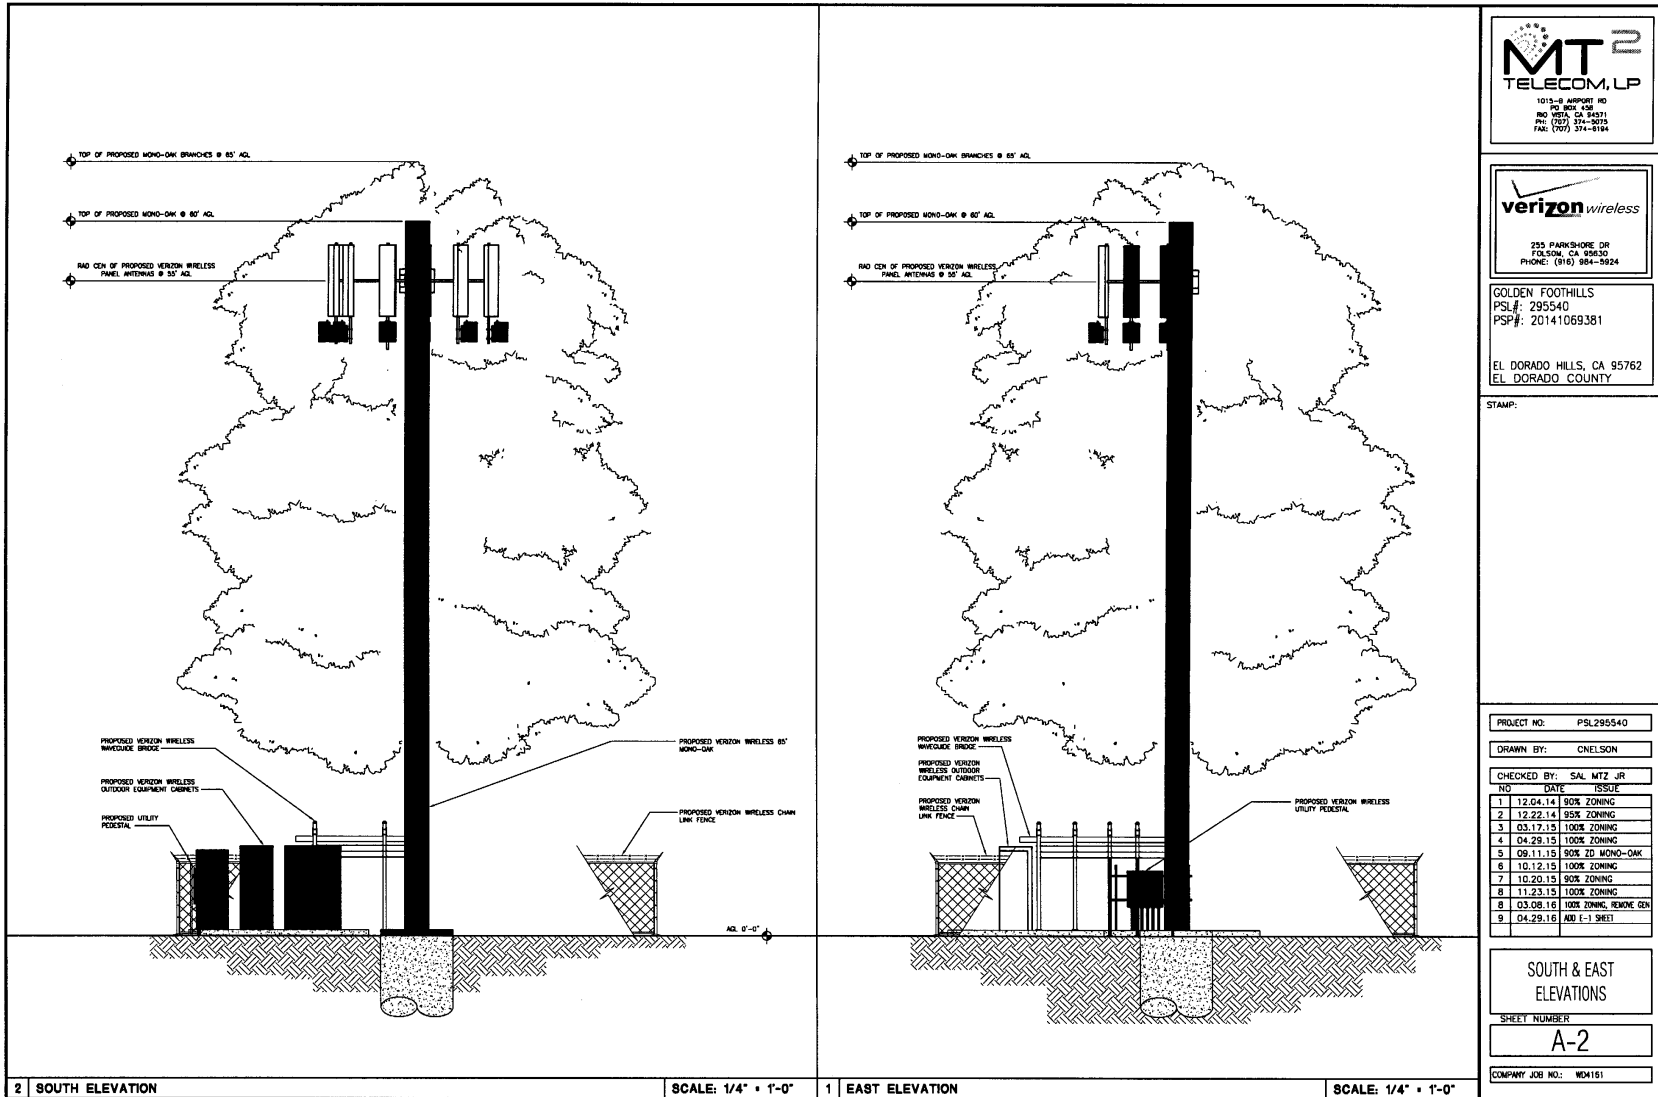 TOP OF PROPOSED MONO-OAK BRANCHES @ 65' AGL
TOP OF PROPOSED MONO-OAK @ 60' AGL
RAD CEN OF PROPOSED VERIZON WIRELESS
PANEL ANTENNAS @ 55' AGL
PROPOSED VERIZON WIRELESS
WAVEGUIDE BRIDGE
PROPOSED VERIZON WIRELESS
OUTDOOR EQUIPMENT CABINETS
PROPOSED UTILITY
PEDESTAL
PROPOSED VERIZON WIRELESS 65'
MONO-OAK
PROPOSED VERIZON WIRELESS CHAIN
LINK FENCE
AGL 0'-0"
2 SOUTH ELEVATION
SCALE: 1/4" = 1'-0"
TOP OF PROPOSED MONO-OAK BRANCHES @ 65' AGL
TOP OF PROPOSED MONO-OAK @ 60' AGL
RAD CEN OF PROPOSED VERIZON WIRELESS
PANEL ANTENNAS @ 55' AGL
PROPOSED VERIZON WIRELESS
WAVEGUIDE BRIDGE
PROPOSED VERIZON
WIRELESS OUTDOOR
EQUIPMENT CABINETS
PROPOSED VERIZON
WIRELESS CHAIN
LINK FENCE
PROPOSED VERIZON WIRELESS
UTILITY PEDESTAL
1 EAST ELEVATION
SCALE: 1/4" = 1'-0"
MT2
TELECOM, LP
1015-B AIRPORT RD
PO BOX 458
RIO VISTA, CA 94571
PH: (707) 374-5075
FAX: (707) 374-6194
verizon wireless
255 PARKSHORE DR
FOLSOM, CA 95630
PHONE: (916) 984-5924
GOLDEN FOOTHILLS
PSL#: 295540
PSP#: 20141069381
EL DORADO HILLS, CA 95762
EL DORADO COUNTY
STAMP:
PROJECT NO: PSL295540
DRAWN BY: CNELSON
CHECKED BY: SAL MTZ JR
NO DATE ISSUE
1 12.04.14 90% ZONING
2 12.22.14 95% ZONING
3 03.17.15 100% ZONING
4 04.29.15 100% ZONING
5 09.11.15 90% ZD MONO-OAK
6 10.12.15 100% ZONING
7 10.20.15 90% ZONING
8 11.23.15 100% ZONING
8 03.08.16 100% ZONING, REMOVE GEN
9 04.29.16 ADD E-1 SHEET
SOUTH & EAST
ELEVATIONS
SHEET NUMBER
A-2
COMPANY JOB NO.: WD4151